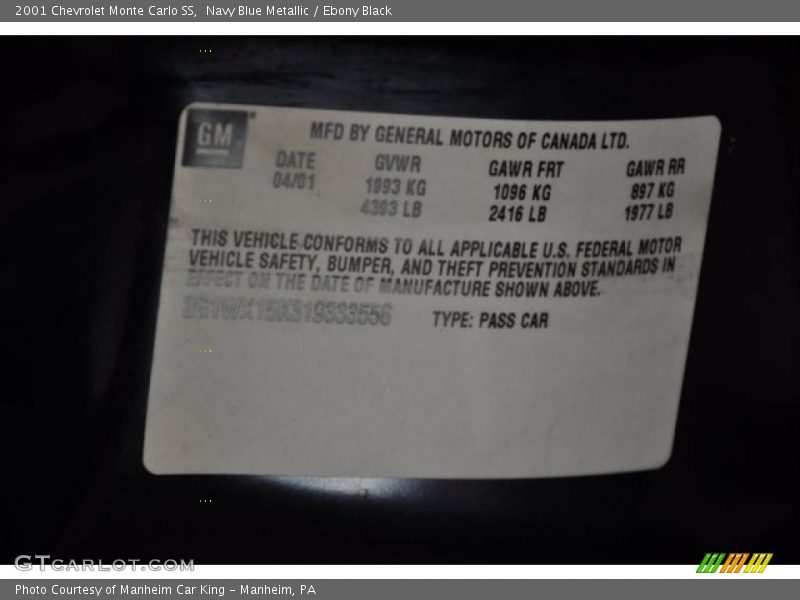 2001 Chevrolet Monte Carlo SS, Navy Blue Metallic / Ebony Black
GM
MFD BY GENERAL MOTORS OF CANADA LTD.
DATE GVWR GAWR FRT GAWR RR
04/01 1993 KG 1096 KG 897 KG
4393 LB 2416 LB 1977 LB
THIS VEHICLE CONFORMS TO ALL APPLICABLE U.S. FEDERAL MOTOR
VEHICLE SAFETY, BUMPER, AND THEFT PREVENTION STANDARDS IN
EFFECT ON THE DATE OF MANUFACTURE SHOWN ABOVE.
TYPE: PASS CAR
GTCARLOT.COM
Photo Courtesy of Manheim Car King - Manheim, PA